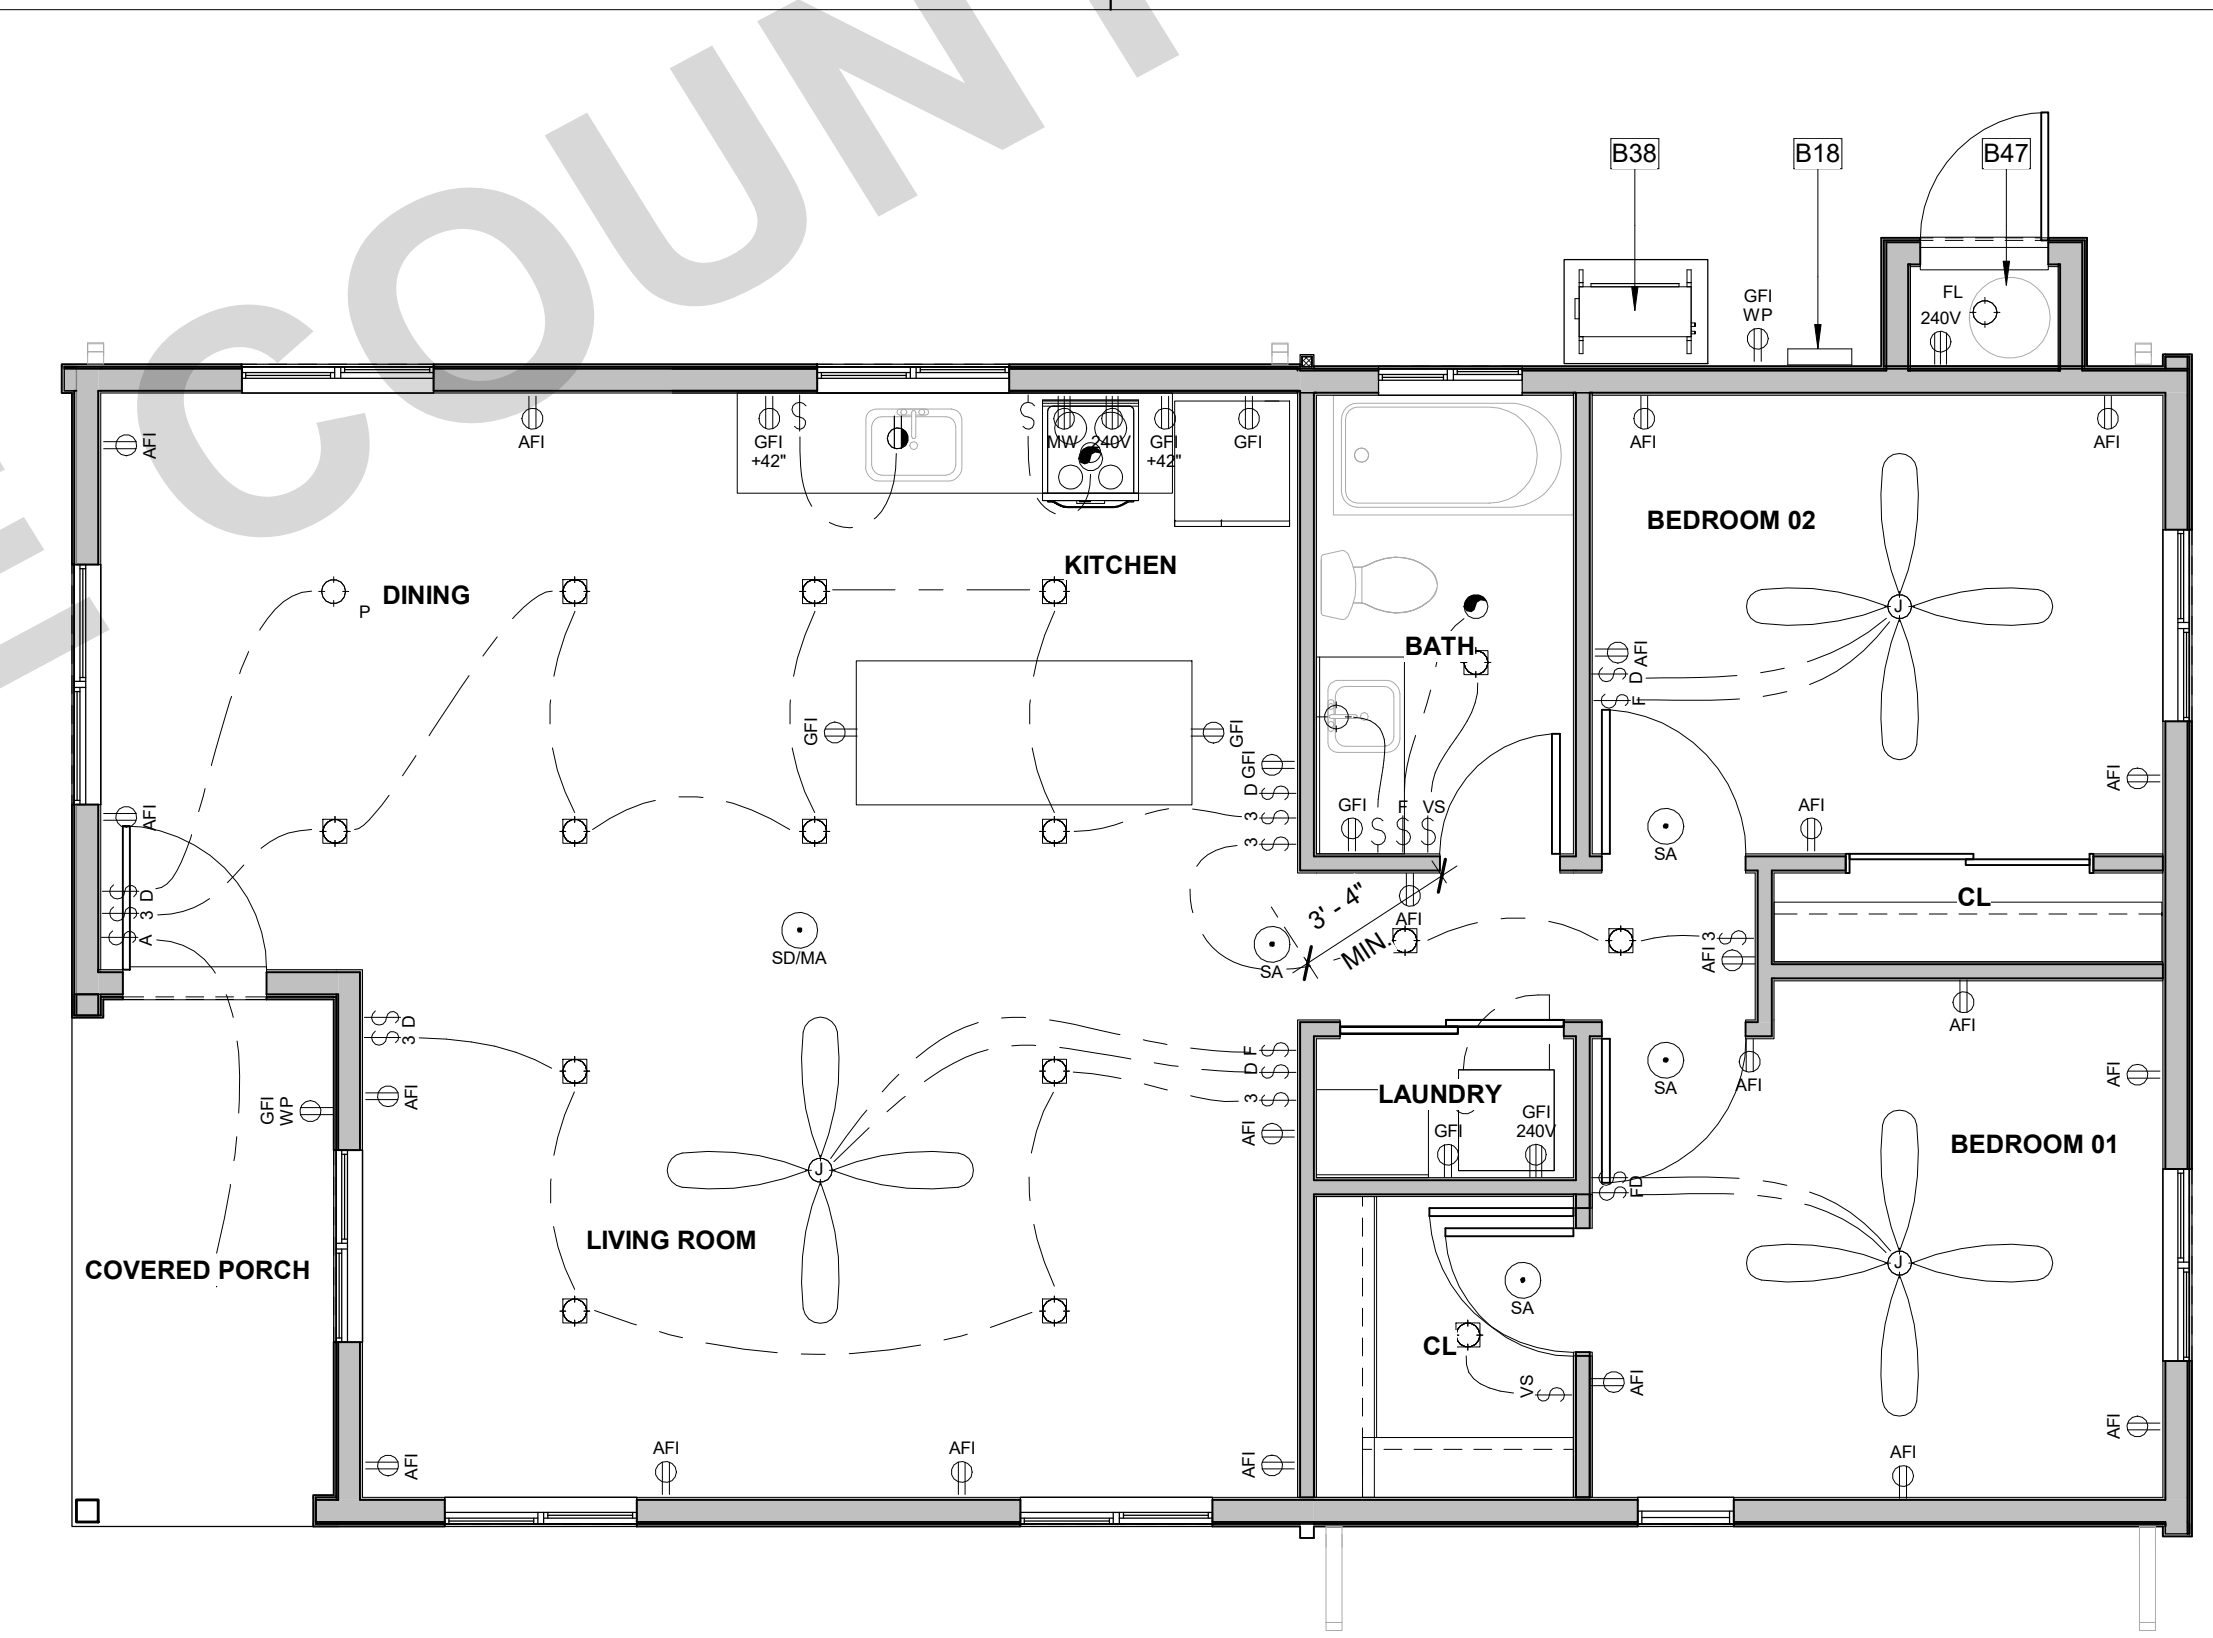 E COUNT
B38
B18
B47
GFI
WP
FL
240V
AFI
AFI
GFI
+42"
MW
240V
GFI
+42"
GFI
AFI
AFI
BEDROOM 02
KITCHEN
DINING
P
BATH
AFI
D
F
GFI
GFI
GFI
D
3
3
GFI
F
VS
AFI
AFI
AFI
SA
D
3
A
SD/MA
SA
3' - 4"
MIN.
AFI
3
AFI
CL
AFI
D
3
AFI
GFI
WP
F
D
3
AFI
LAUNDRY
GFI
GFI
240V
SA
AFI
AFI
BEDROOM 01
J
J
J
F
D
LIVING ROOM
COVERED PORCH
SA
CL
VS
AFI
AFI
AFI
AFI
AFI
AFI
AFI